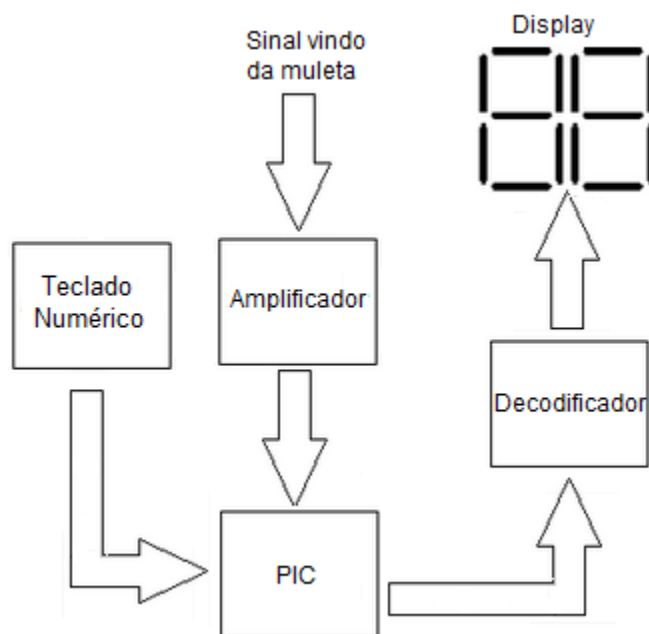 Sinal vindo
da muleta
Display
Teclado
Numérico
Amplificador
Decodificador
PIC